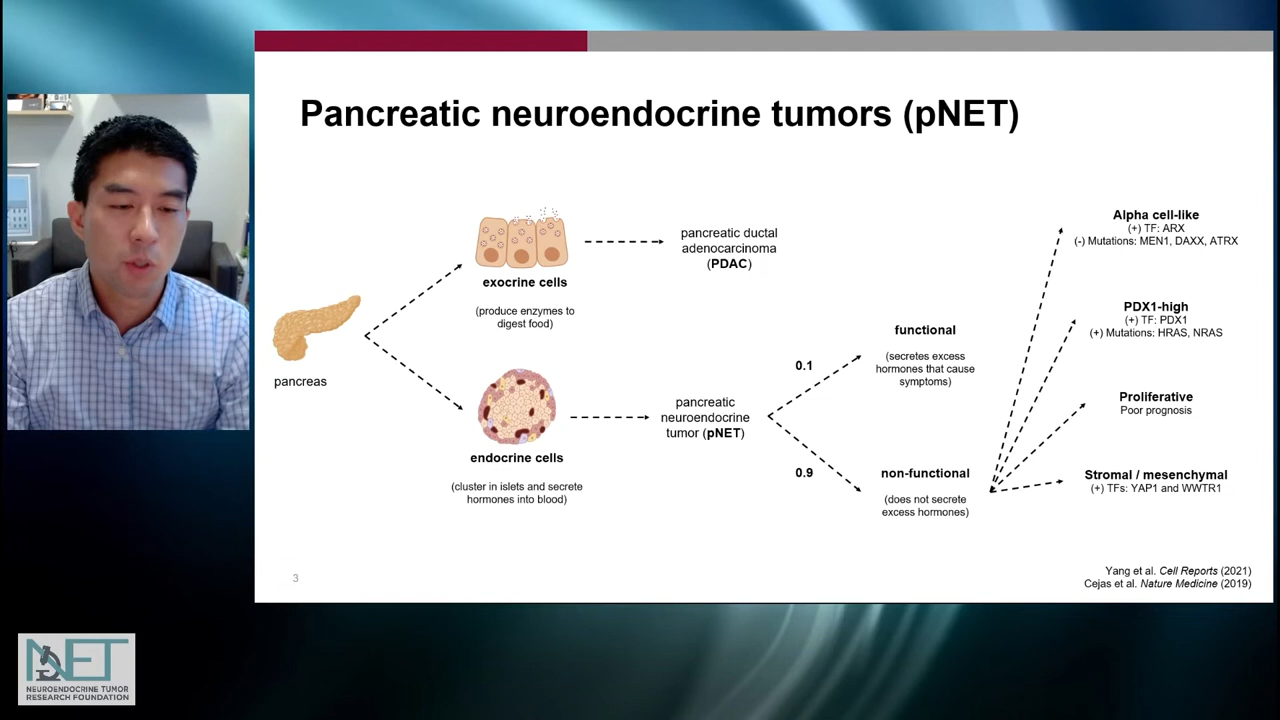 Pancreatic neuroendocrine tumors (pNET)
pancreas
exocrine cells
(produce enzymes to
digest food)
pancreatic ductal
adenocarcinoma
(PDAC)
endocrine cells
(cluster in islets and secrete
hormones into blood)
pancreatic
neuroendocrine
tumor (pNET)
0.1
0.9
functional
(secretes excess
hormones that cause
symptoms)
non-functional
(does not secrete
excess hormones)
Alpha cell-like
(+) TF: ARX
(-) Mutations: MEN1, DAXX, ATRX
PDX1-high
(+) TF: PDX1
(+) Mutations: HRAS, NRAS
Proliferative
Poor prognosis
Stromal / mesenchymal
(+) TFs: YAP1 and WWTR1
3
Yang et al. Cell Reports (2021)
Cejas et al. Nature Medicine (2019)
NET
NEUROENDOCRINE TUMOR
RESEARCH FOUNDATION